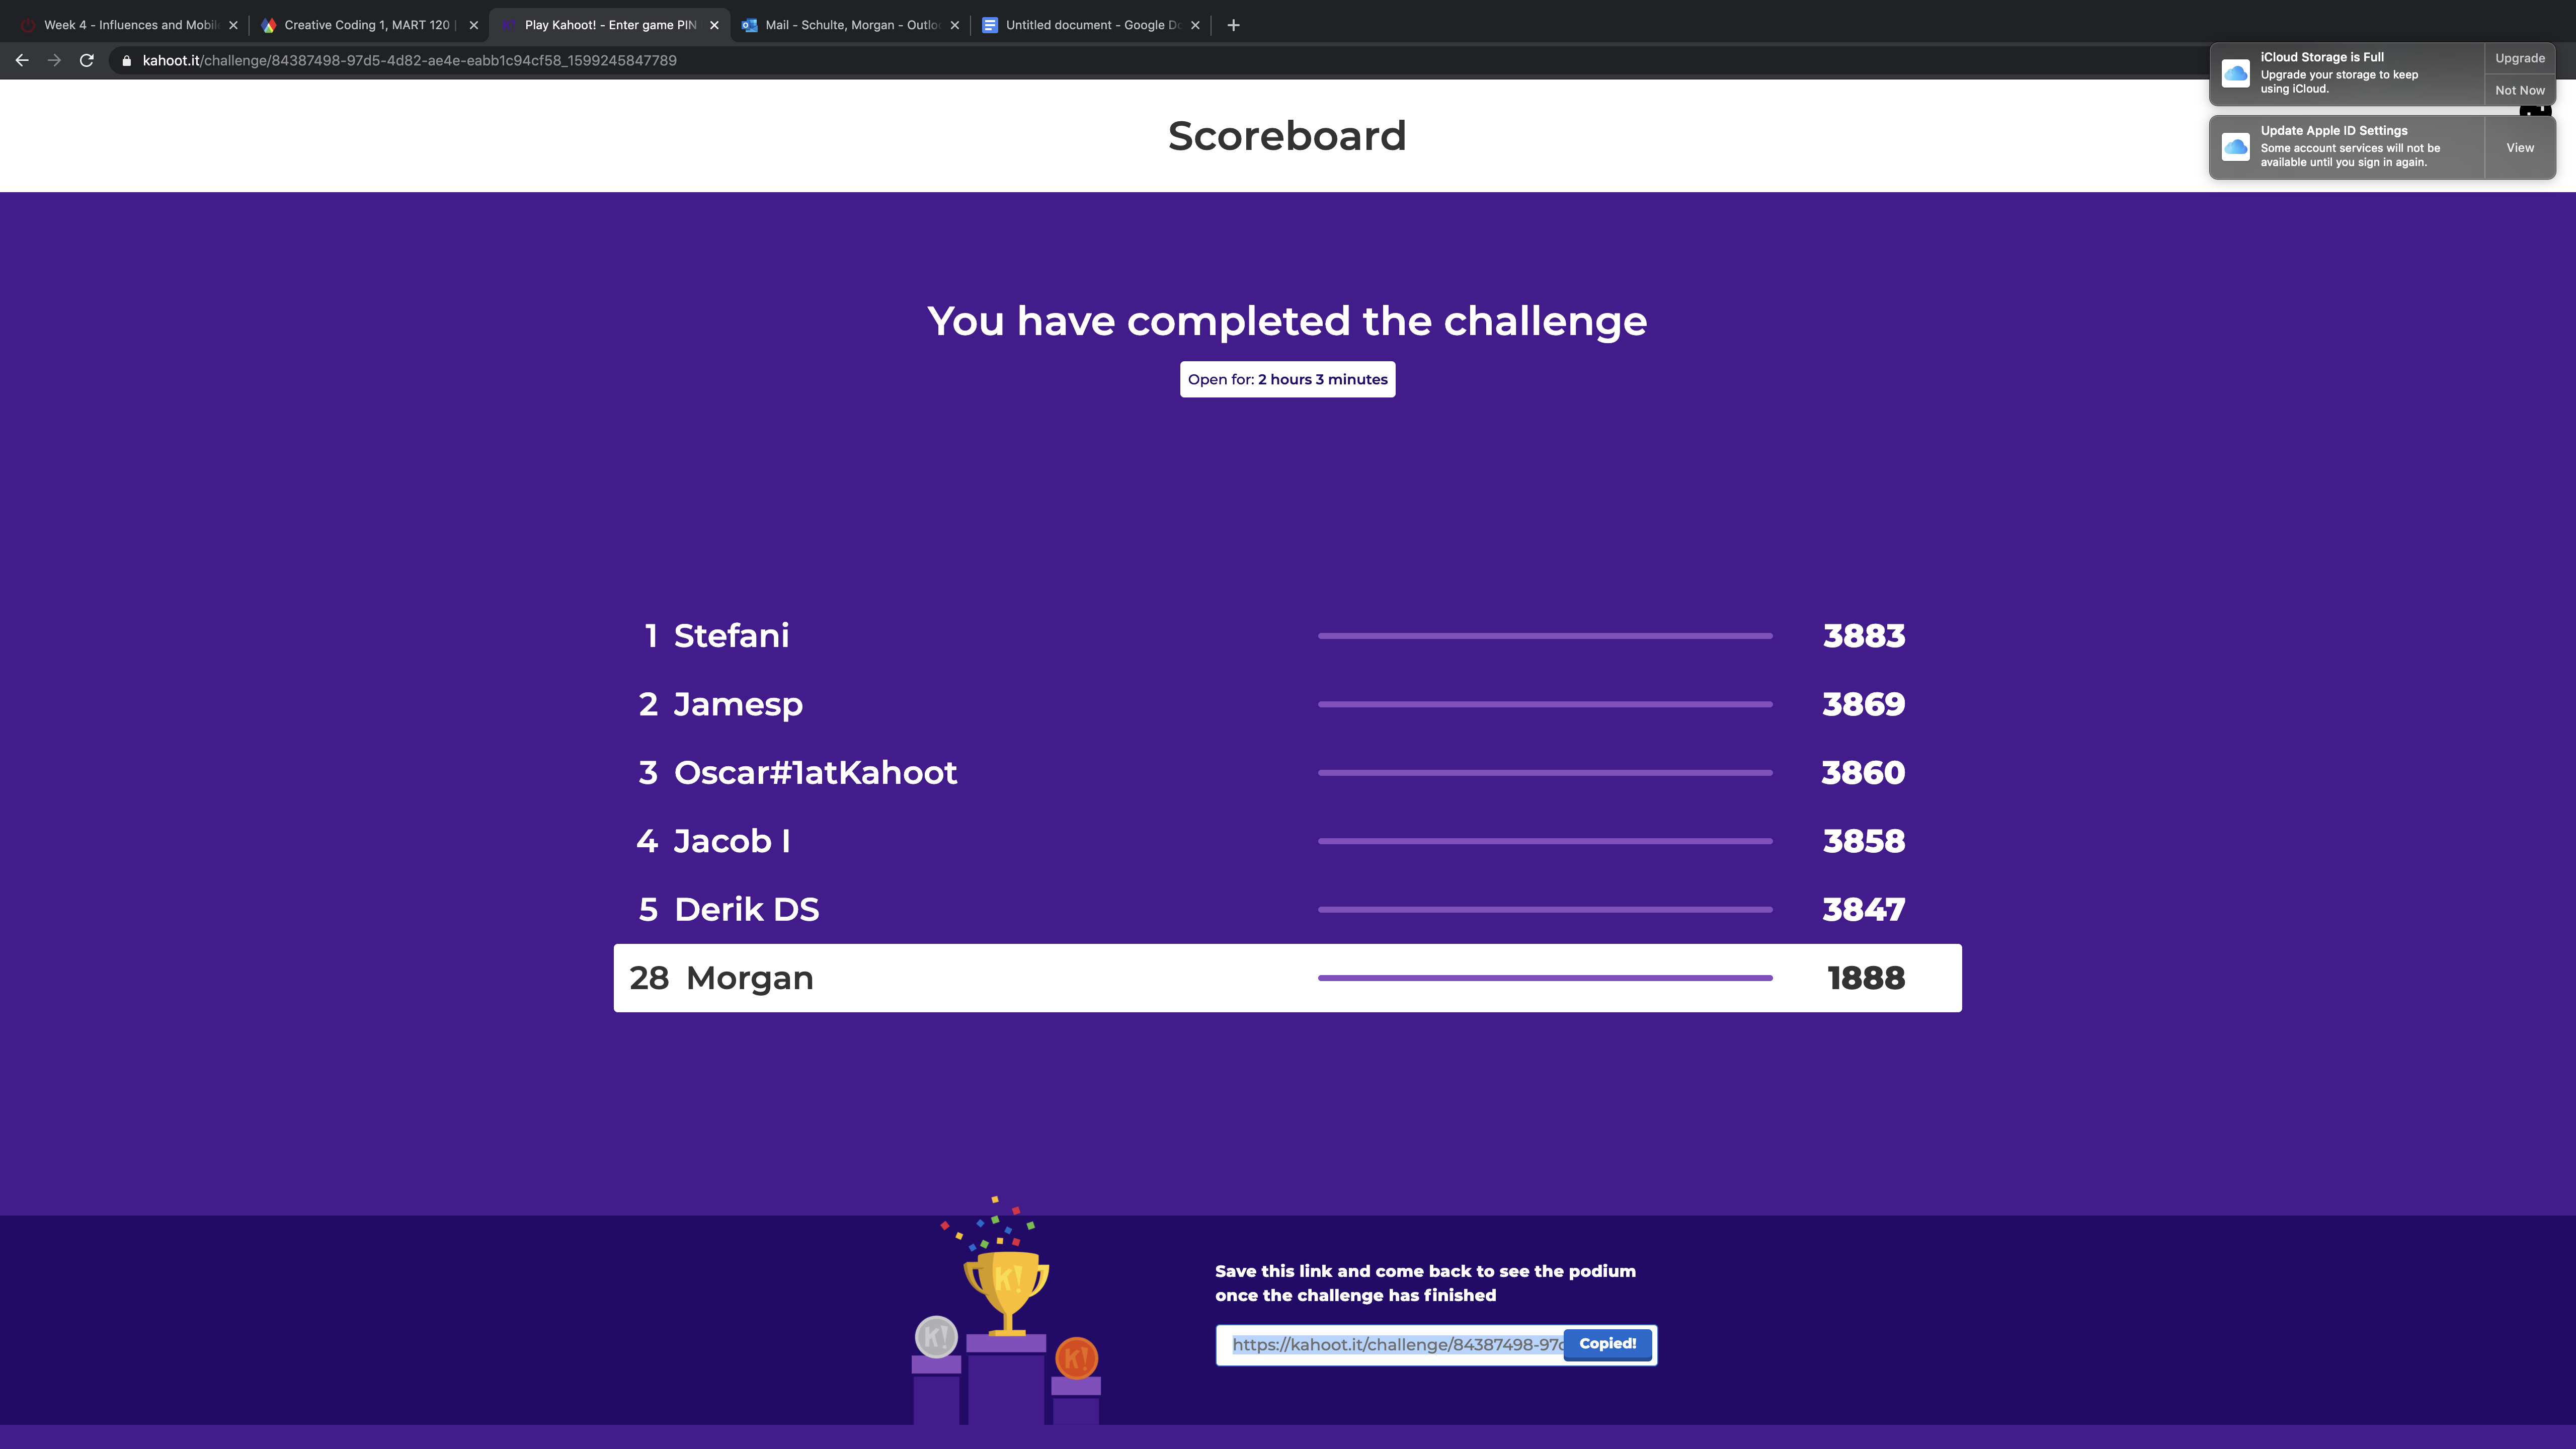 Week 4 - Influences and Mobil
Creative Coding 1, MART 120 |
Play Kahoot! - Enter game PIN
Mail - Schulte, Morgan - Outlo
Untitled document - Google Do
kahoot.it/challenge/84387498-97d5-4d82-ae4e-eabb1c94cf58_1599245847789
iCloud Storage is Full
Upgrade your storage to keep
using iCloud.
Upgrade
Not Now
Update Apple ID Settings
Some account services will not be
available until you sign in again.
View
Scoreboard
You have completed the challenge
Open for: 2 hours 3 minutes
1 Stefani 3883
2 Jamesp 3869
3 Oscar#1atKahoot 3860
4 Jacob I 3858
5 Derik DS 3847
28 Morgan 1888
K!
K!
K!
Save this link and come back to see the podium
once the challenge has finished
https://kahoot.it/challenge/84387498-97d
Copied!